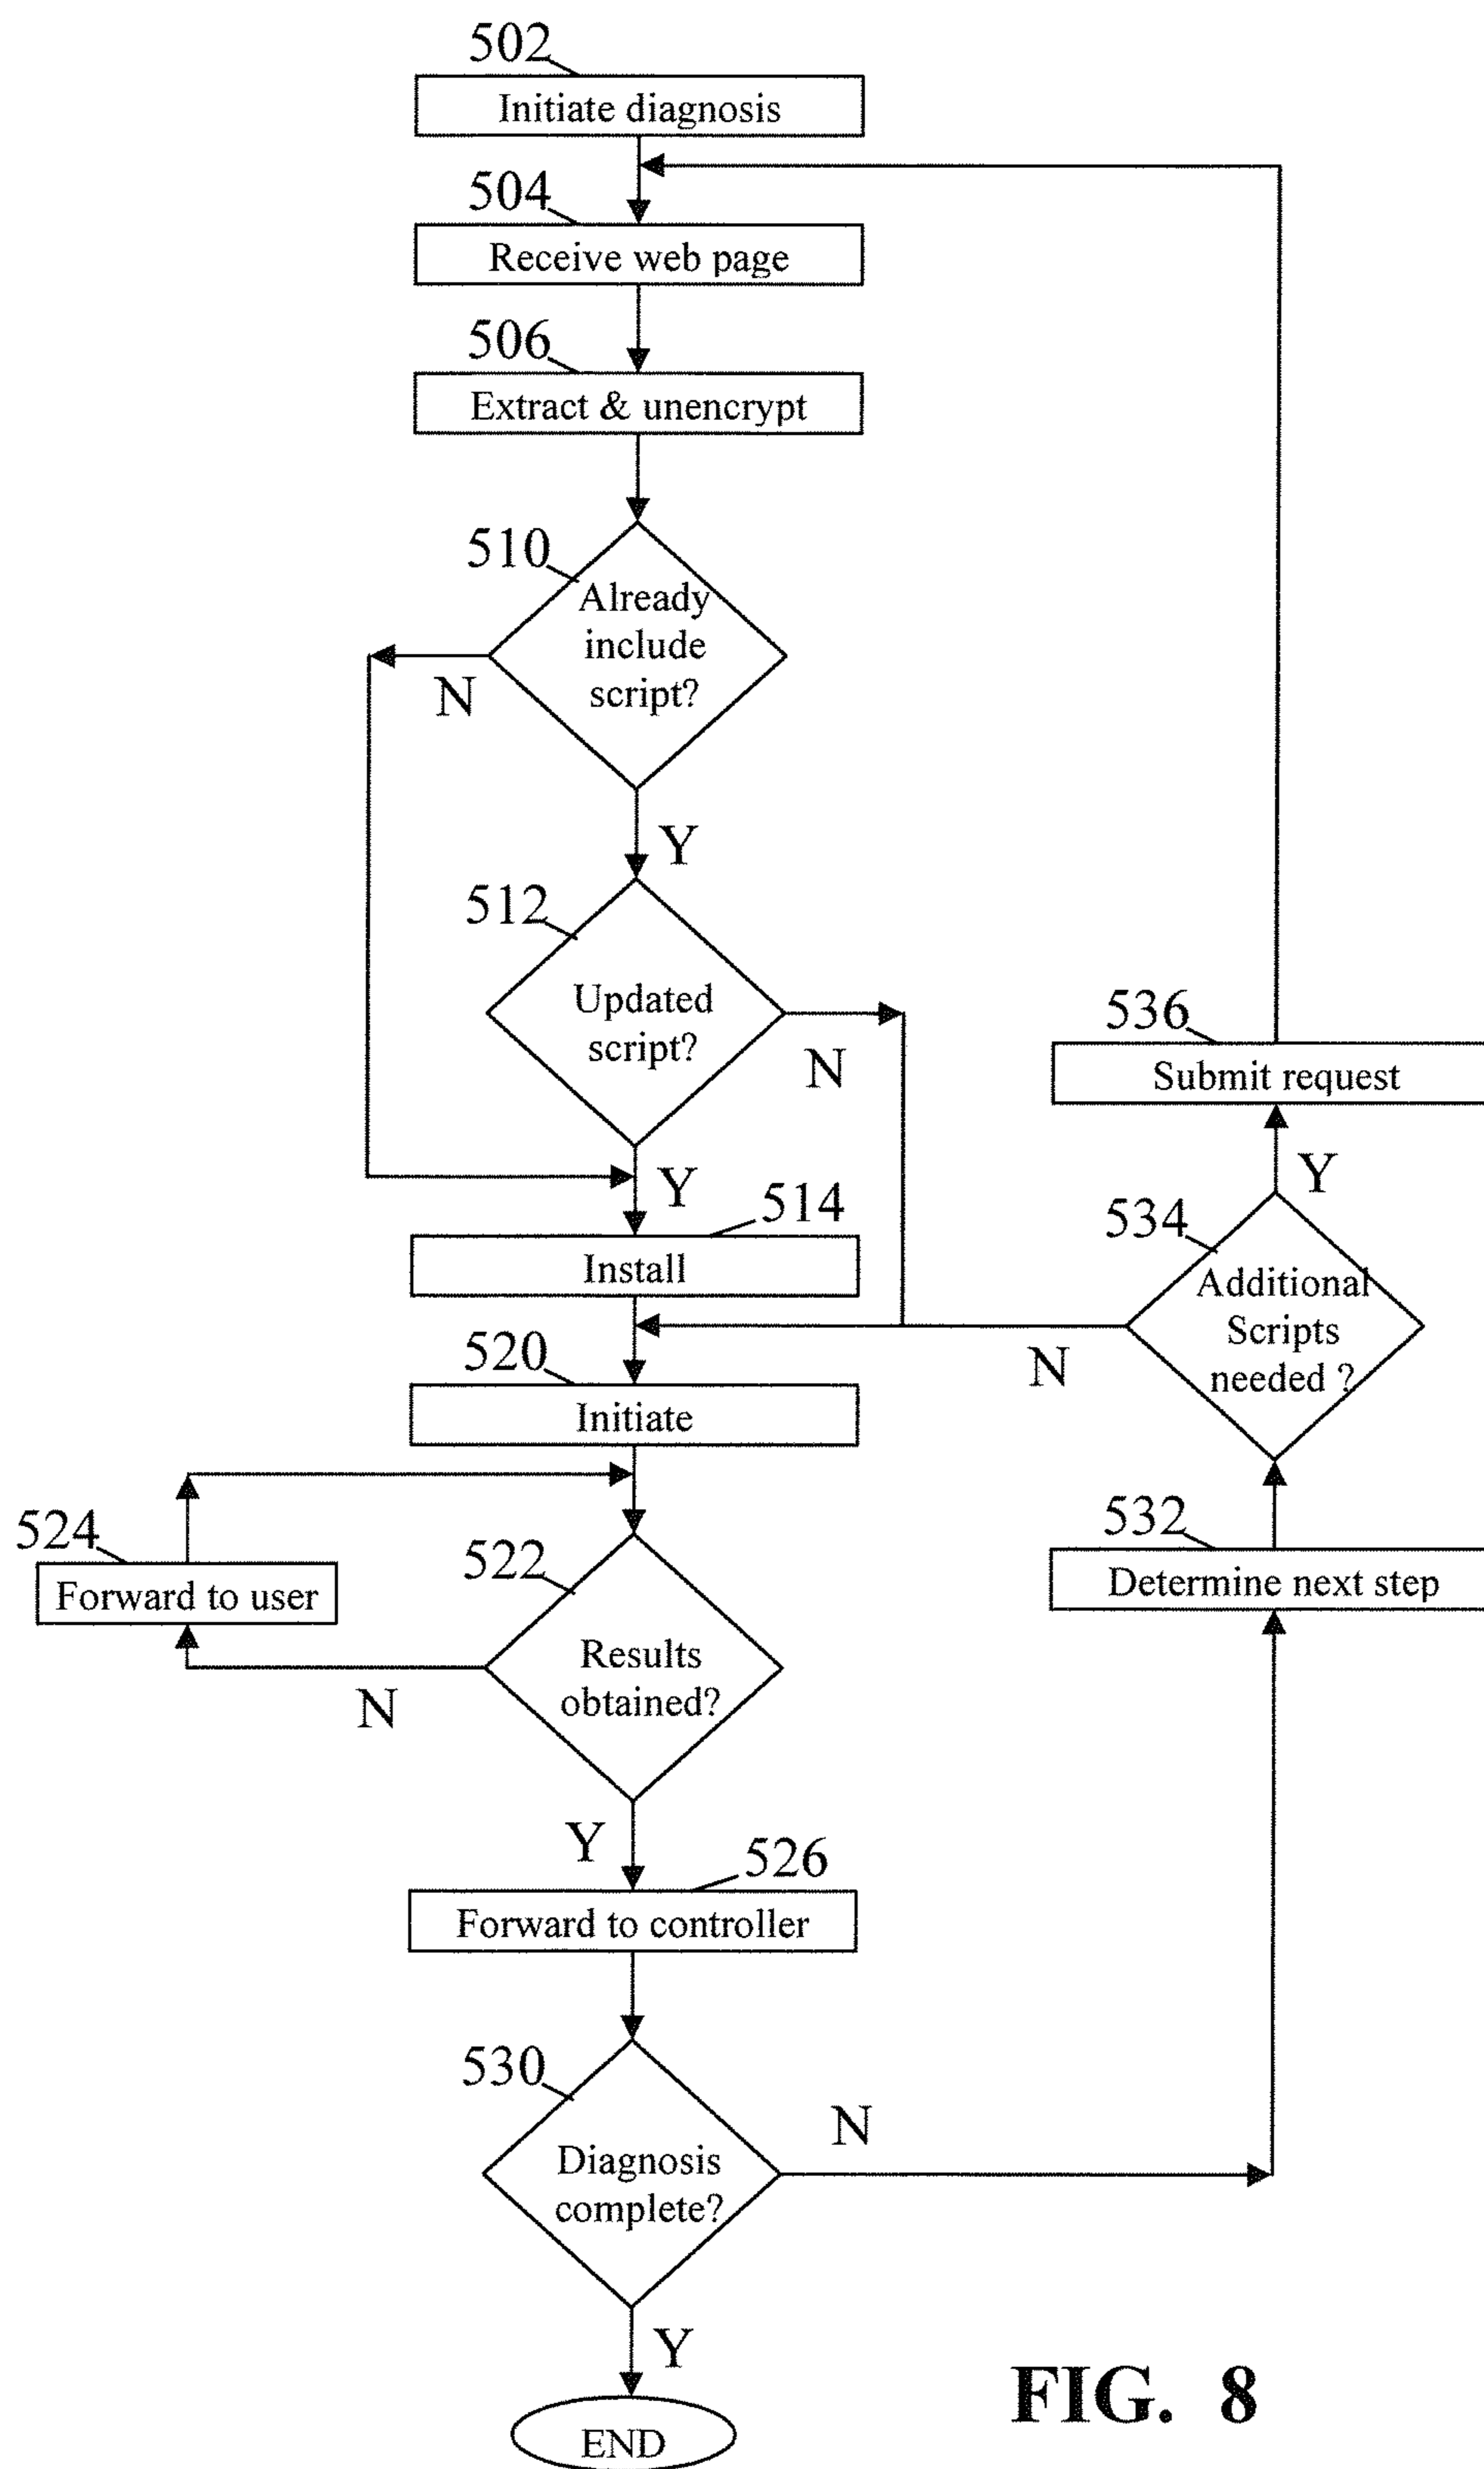 502
Initiate diagnosis
504
Receive web page
506
Extract & unencrypt
510
Already
include
script?
N
Y
512
Updated
script?
N
536
Submit request
Y
514
Install
Y
534
Additional
Scripts
needed ?
N
520
Initiate
524
Forward to user
522
Results
obtained?
N
532
Determine next step
Y
526
Forward to controller
530
Diagnosis
complete?
N
Y
END
FIG. 8